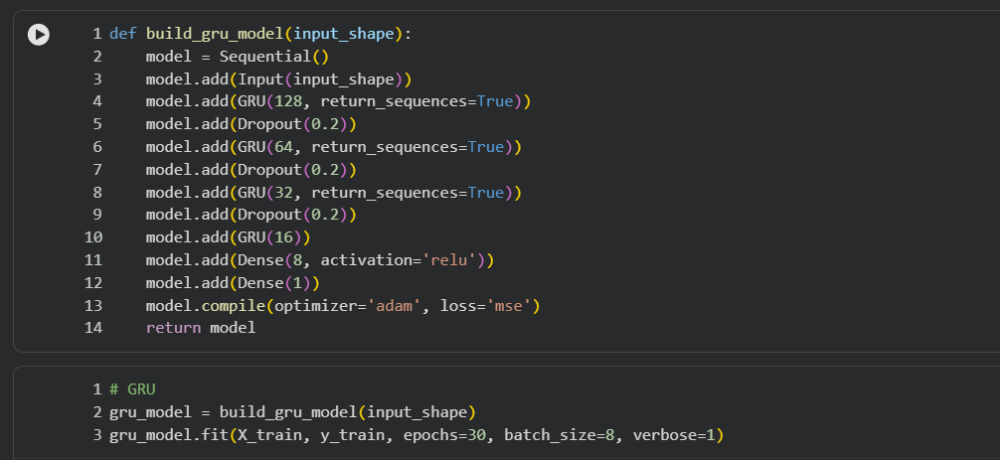 1 def build_gru_model(input_shape):
2     model = Sequential()
3     model.add(Input(input_shape))
4     model.add(GRU(128, return_sequences=True))
5     model.add(Dropout(0.2))
6     model.add(GRU(64, return_sequences=True))
7     model.add(Dropout(0.2))
8     model.add(GRU(32, return_sequences=True))
9     model.add(Dropout(0.2))
10     model.add(GRU(16))
11     model.add(Dense(8, activation='relu'))
12     model.add(Dense(1))
13     model.compile(optimizer='adam', loss='mse')
14     return model
1 # GRU
2 gru_model = build_gru_model(input_shape)
3 gru_model.fit(X_train, y_train, epochs=30, batch_size=8, verbose=1)